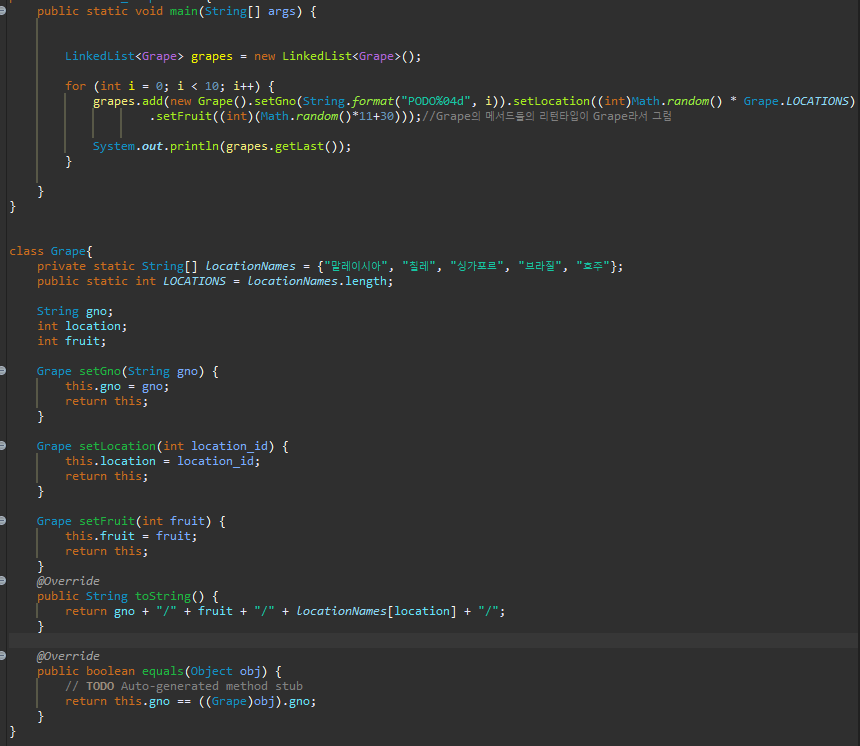 public static void main(String[] args) {
LinkedList<Grape> grapes = new LinkedList<Grape>();
for (int i = 0; i < 10; i++) {
grapes.add(new Grape().setGno(String.format("PODO%04d", i)).setLocation((int)Math.random() * Grape.LOCATIONS)
.setFruit((int)(Math.random()*11+30)));//Grape의 메서드들의 리턴타입이 Grape라서 그럼
System.out.println(grapes.getLast());
}
}
}
class Grape{
private static String[] locationNames = {"말레이시아", "칠레", "싱가포르", "브라질", "호주"};
public static int LOCATIONS = locationNames.length;
String gno;
int location;
int fruit;
Grape setGno(String gno) {
this.gno = gno;
return this;
}
Grape setLocation(int location_id) {
this.location = location_id;
return this;
}
Grape setFruit(int fruit) {
this.fruit = fruit;
return this;
}
@Override
public String toString() {
return gno + "/" + fruit + "/" + locationNames[location] + "/";
}
@Override
public boolean equals(Object obj) {
// TODO Auto-generated method stub
return this.gno == ((Grape)obj).gno;
}
}